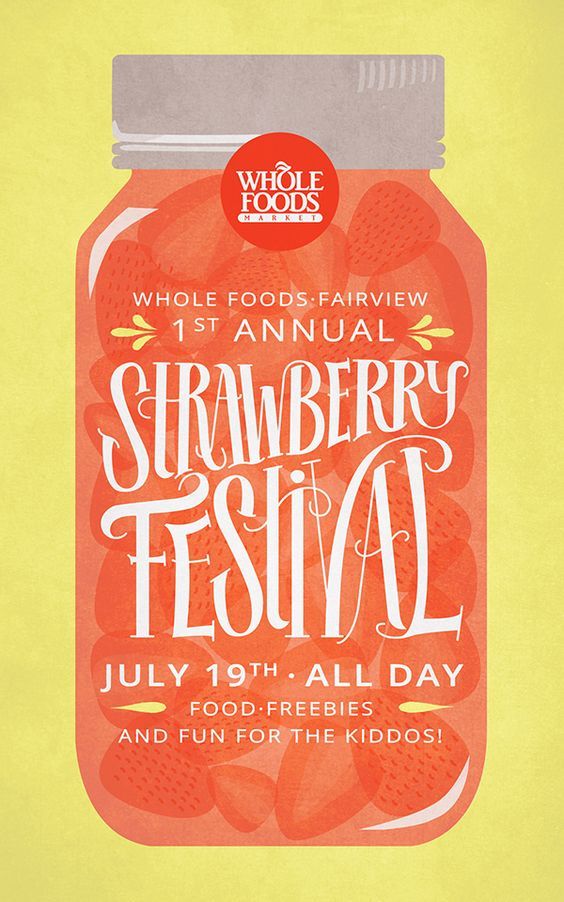 WHOLE
FOODS
MARKET
WHOLE FOODS·FAIRVIEW
1ST ANNUAL
STRAWBERRY
FESTIVAL
JULY 19TH · ALL DAY
FOOD·FREEBIES
AND FUN FOR THE KIDDOS!